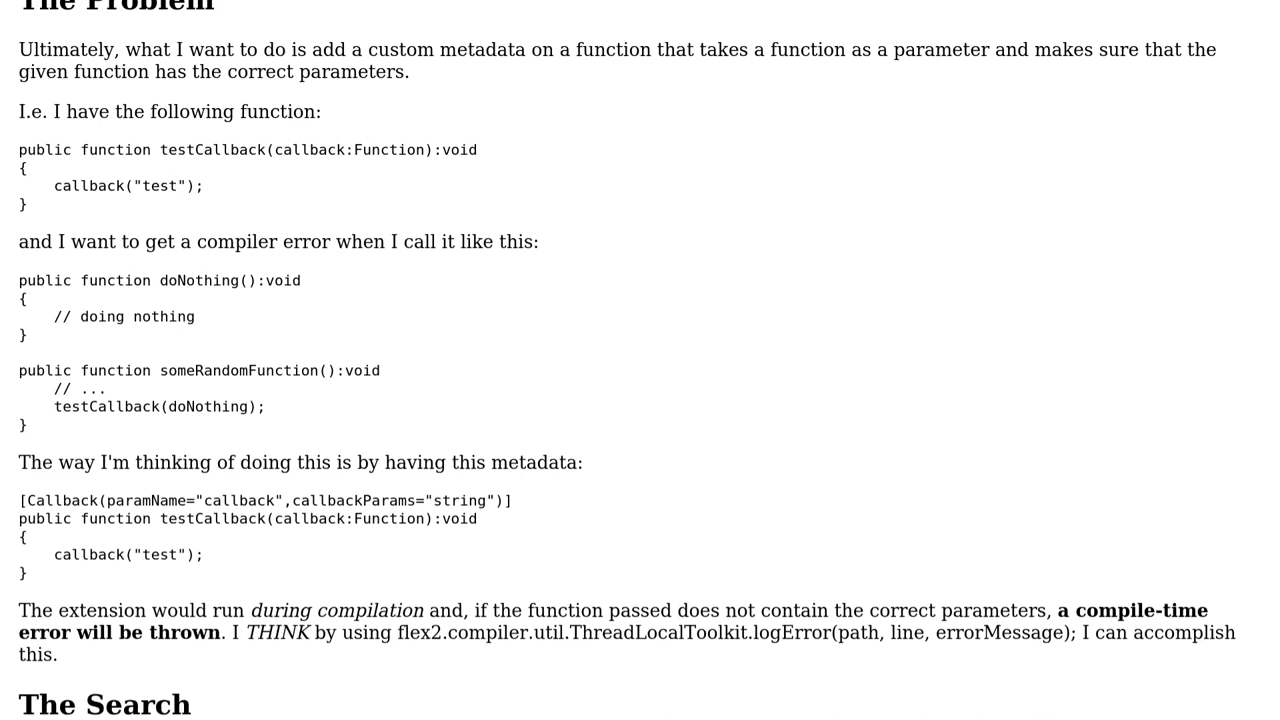 The Problem
Ultimately, what I want to do is add a custom metadata on a function that takes a function as a parameter and makes sure that the
given function has the correct parameters.
I.e. I have the following function:
public function testCallback(callback:Function):void
{
    callback("test");
}
and I want to get a compiler error when I call it like this:
public function doNothing():void
{
    // doing nothing
}
public function someRandomFunction():void
    // ...
    testCallback(doNothing);
}
The way I'm thinking of doing this is by having this metadata:
[Callback(paramName="callback",callbackParams="string")]
public function testCallback(callback:Function):void
{
    callback("test");
}
The extension would run during compilation and, if the function passed does not contain the correct parameters, a compile-time
error will be thrown. I THINK by using flex2.compiler.util.ThreadLocalToolkit.logError(path, line, errorMessage); I can accomplish
this.
The Search